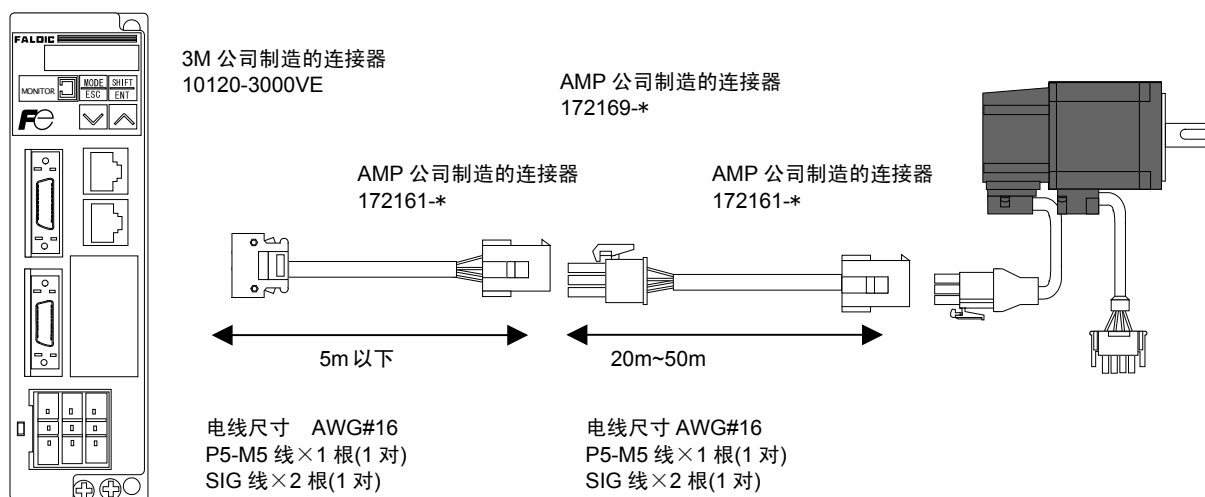 FALDIC
MONITOR
MODE
ESC
SHIFT
ENT
Fe
3M 公司制造的连接器
10120-3000VE
AMP 公司制造的连接器
172169-*
AMP 公司制造的连接器
172161-*
AMP 公司制造的连接器
172161-*
5m 以下
20m~50m
电线尺寸 AWG#16
P5-M5 线×1 根(1 对)
SIG 线×2 根(1 对)
电线尺寸 AWG#16
P5-M5 线×1 根(1 对)
SIG 线×2 根(1 对)